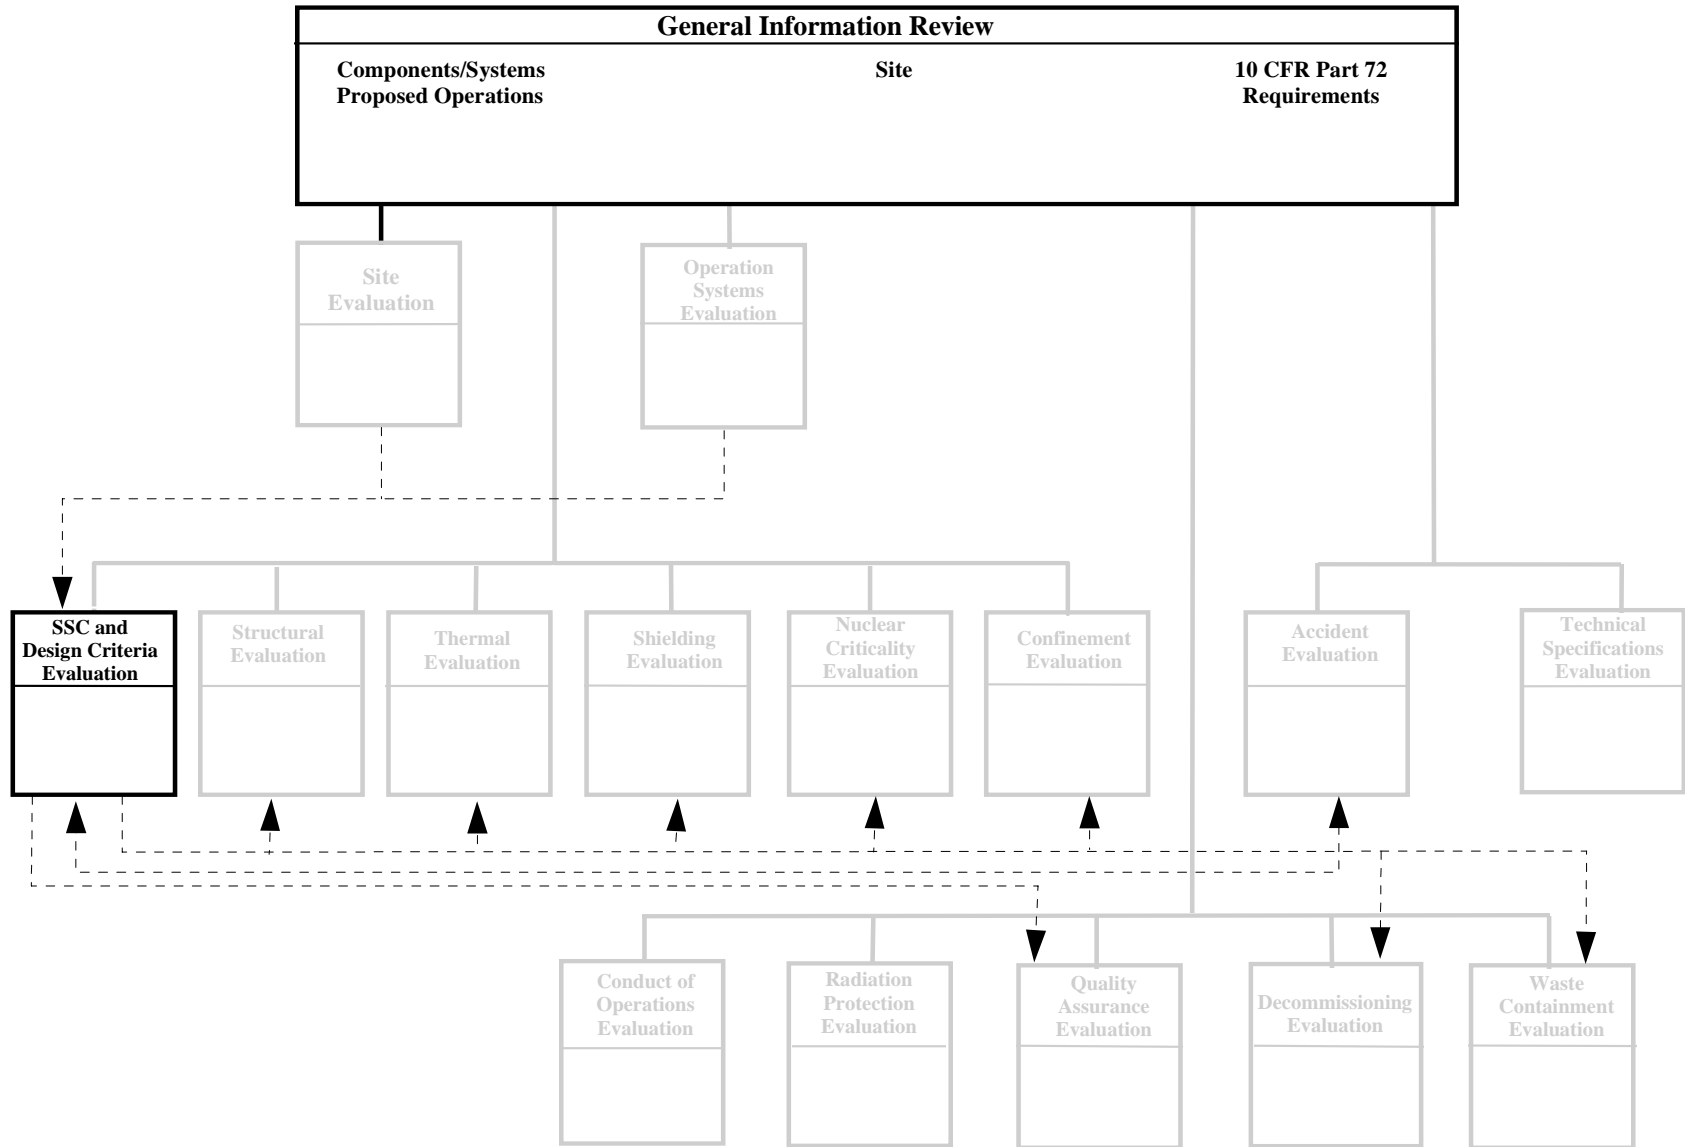 General Information Review
Components/Systems
Proposed Operations
Site
10 CFR Part 72
Requirements
Site
Evaluation
Operation
Systems
Evaluation
SSC and
Design Criteria
Evaluation
Structural
Evaluation
Thermal
Evaluation
Shielding
Evaluation
Nuclear
Criticality
Evaluation
Confinement
Evaluation
Accident
Evaluation
Technical
Specifications
Evaluation
Conduct of
Operations
Evaluation
Radiation
Protection
Evaluation
Quality
Assurance
Evaluation
Decommissioning
Evaluation
Waste
Containment
Evaluation